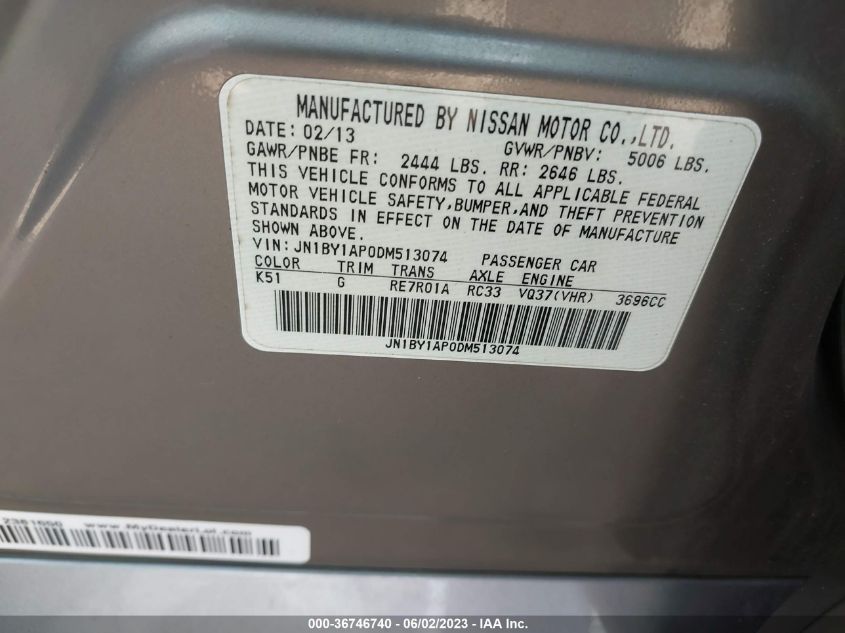 MANUFACTURED BY NISSAN MOTOR CO.,LTD.
DATE: 02/13 GVWR/PNBV: 5006 LBS.
GAWR/PNBE FR: 2444 LBS. RR: 2646 LBS.
THIS VEHICLE CONFORMS TO ALL APPLICABLE FEDERAL
MOTOR VEHICLE SAFETY,BUMPER,AND THEFT PREVENTION
STANDARDS IN EFFECT ON THE DATE OF MANUFACTURE
SHOWN ABOVE.
VIN:JN1BY1AP0DM513074 PASSENGER CAR
COLOR TRIM TRANS AXLE ENGINE
K51 G RE7R01A RC33 VQ37(VHR) 3696CC
JN1BY1AP0DM513074
www.MyDealerLot.com
000-36746740 - 06/02/2023 - IAA Inc.